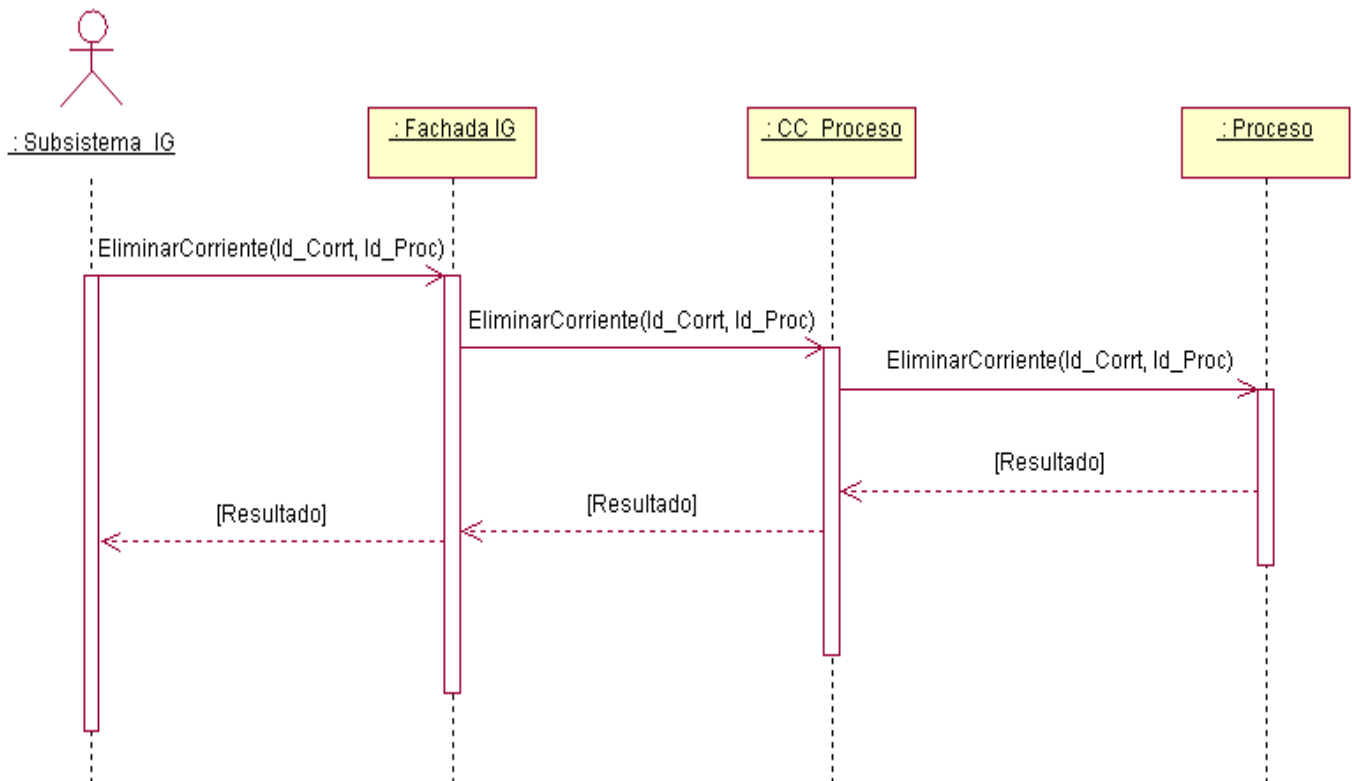 : Subsistema_IG
: Fachada IG
: CC_Proceso
: Proceso
EliminarCorriente(Id_Corrt, Id_Proc)
EliminarCorriente(Id_Corrt, Id_Proc)
EliminarCorriente(Id_Corrt, Id_Proc)
[Resultado]
[Resultado]
[Resultado]